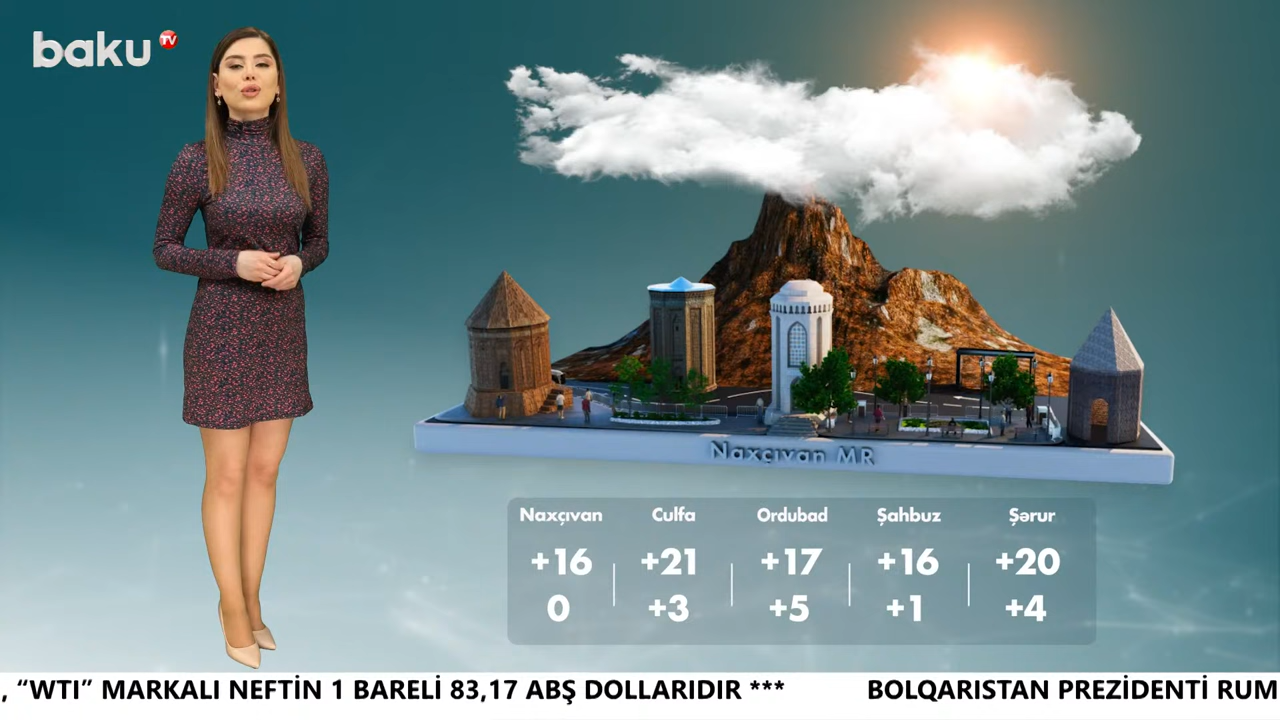 baku TV
Naxçıvan MR
Naxçıvan Culfa Ordubad Şahbuz Şərur
+16 +21 +17 +16 +20
0 +3 +5 +1 +4
, “WTI” MARKALI NEFTİN 1 BARELİ 83,17 ABŞ DOLLARIDIR *** BOLQARISTAN PREZİDENTİ RUM